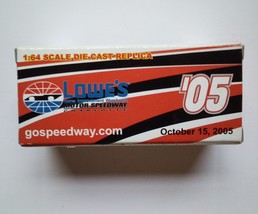 1:64 SCALE,DIE-CAST REPLICA
LOWE'S
MOTOR SPEEDWAY
'05
gospeedway.com
October 15, 2005